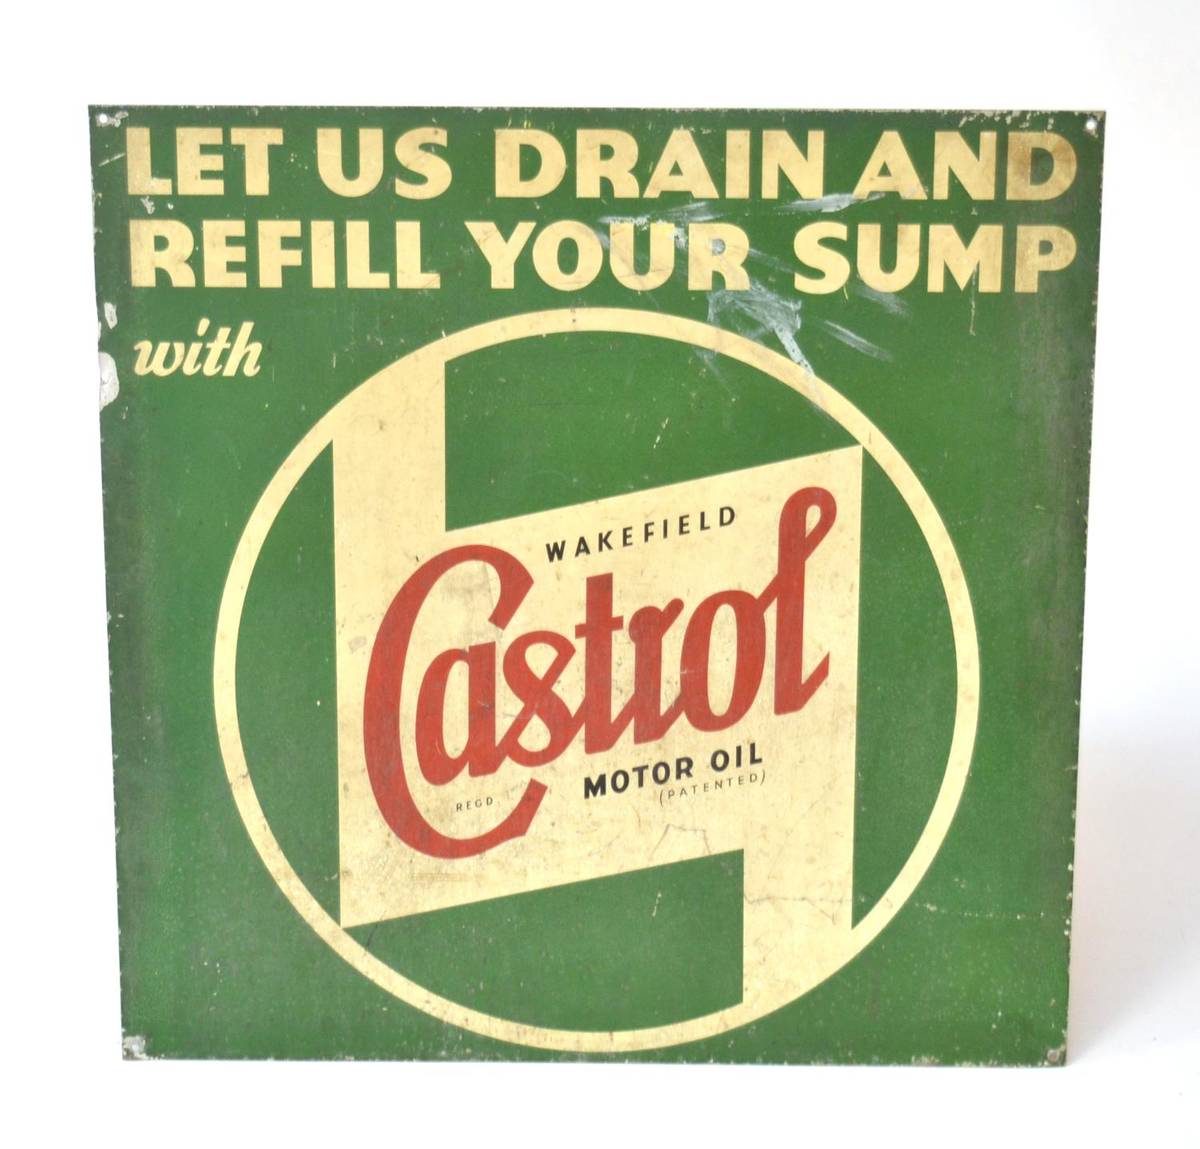 LET US DRAIN AND
REFILL YOUR SUMP
with
WAKEFIELD
Castrol
MOTOR OIL
(PATENTED)
REGD.